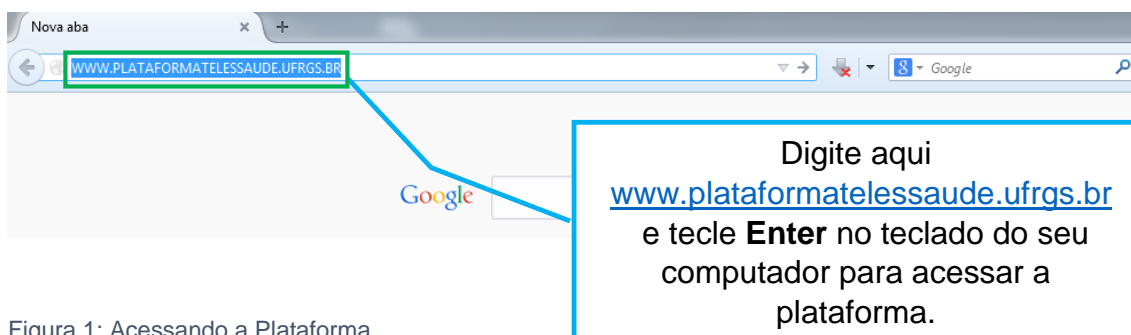 Nova aba
WWW.PLATAFORMATELESSAUDE.UFRGS.BR
Google
Google
Digite aqui
www.plataformatelessaude.ufrgs.br
e tecle Enter no teclado do seu
computador para acessar a
plataforma.
Figura 1: Acessando a Plataforma